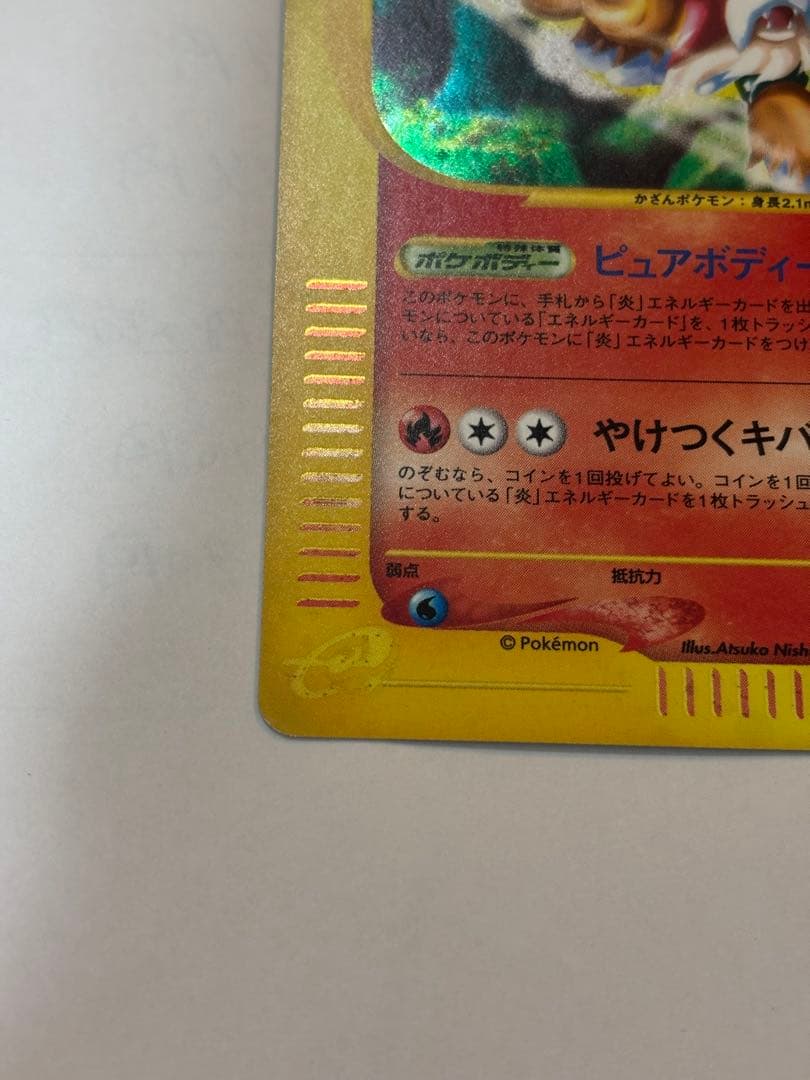 かざんポケモン：身長2.1m
特殊体質
ポケボディー ピュアボディー
このポケモンに、手札から「炎」エネルギーカードを出
モンについている「エネルギーカード」を、1枚トラッシ
いなら、このポケモンに「炎」エネルギーカードをつけ
やけつくキバ
のぞむなら、コインを1回投げてよい。コインを1回
についている「炎」エネルギーカードを1枚トラッシュ
する。
弱点 抵抗力
© Pokémon Illus.Atsuko Nish